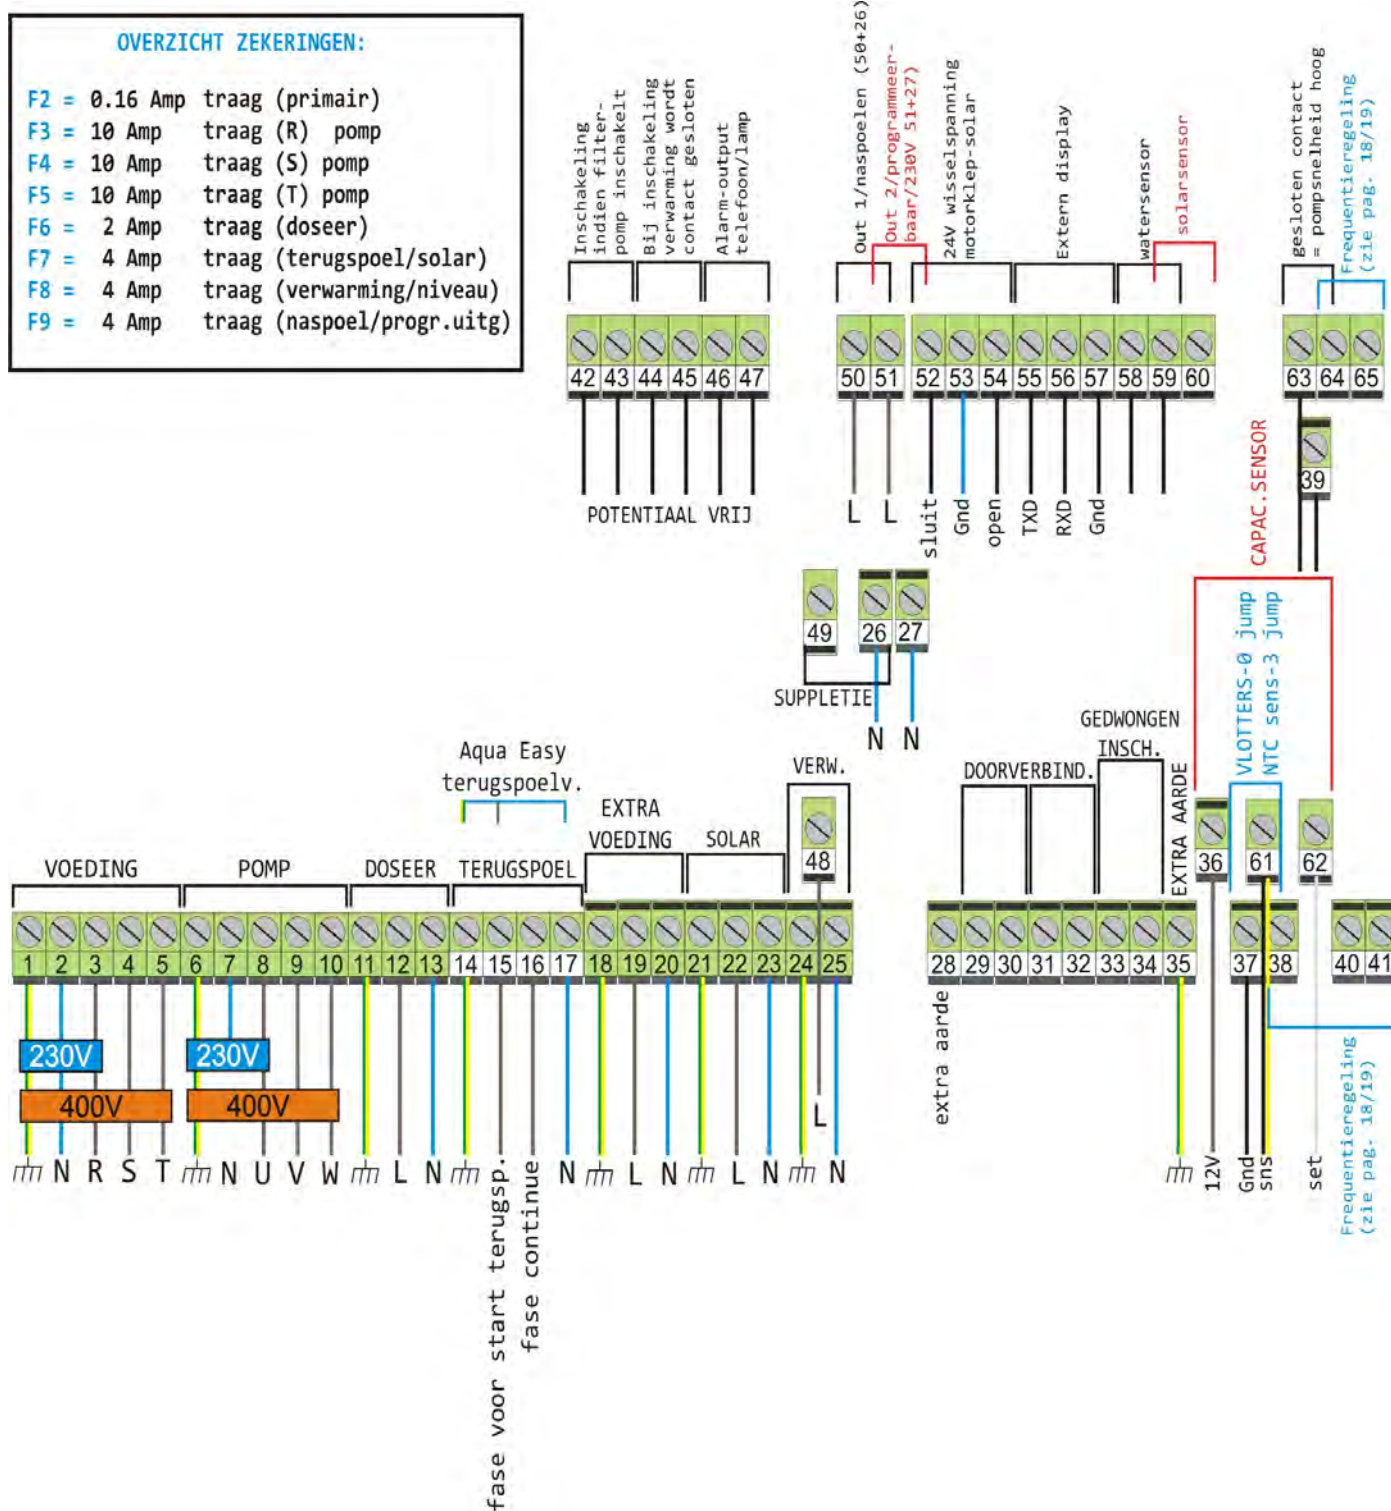 OVERZICHT ZEKERINGEN:
F2 = 0.16 Amp traag (primair)
F3 = 10 Amp traag (R) pomp
F4 = 10 Amp traag (S) pomp
F5 = 10 Amp traag (T) pomp
F6 = 2 Amp traag (doseer)
F7 = 4 Amp traag (terugspoel/solar)
F8 = 4 Amp traag (verwarming/niveau)
F9 = 4 Amp traag (naspoel/progr.uitg)
Inschakeling
indien filter-
pomp inschakelt
Bij inschakeling
verwarming wordt
contact gesloten
Alarm-output
telefoon/lamp
Out 1/naspoelen (50+26)
Out 2/programmeer-
baar/230V 51+27)
24V wisselspanning
motorklep-solar
Extern display
watersensor
solarsensor
gesloten contact
= pompsnelheid hoog
Frequentieregeling
(zie pag. 18/19)
42 43 44 45 46 47
50 51 52 53 54 55 56 57 58 59 60
63 64 65
39
POTENTIAAL VRIJ
L L sluit Gnd open TXD RXD Gnd
CAPAC.SENSOR
49 26 27
SUPPLETIE
N N
VLOTTERS-0 jump
NTC sens-3 jump
Aqua Easy
terugspoelv.
VERW.
GEDWONGEN
INSCH.
DOORVERBIND.
EXTRA AARDE
EXTRA
VOEDING
SOLAR
48
36 61 62
VOEDING POMP DOSEER TERUGSPOEL
1 2 3 4 5 6 7 8 9 10 11 12 13 14 15 16 17 18 19 20 21 22 23 24 25
28 29 30 31 32 33 34 35 37 38 40 41
230V 230V
400V 400V
extra aarde
L
N R S T N U V W L N
fase voor start terugsp.
fase continue
N L N L N N
12V Gnd sns set
Frequentieregeling
(zie pag. 18/19)